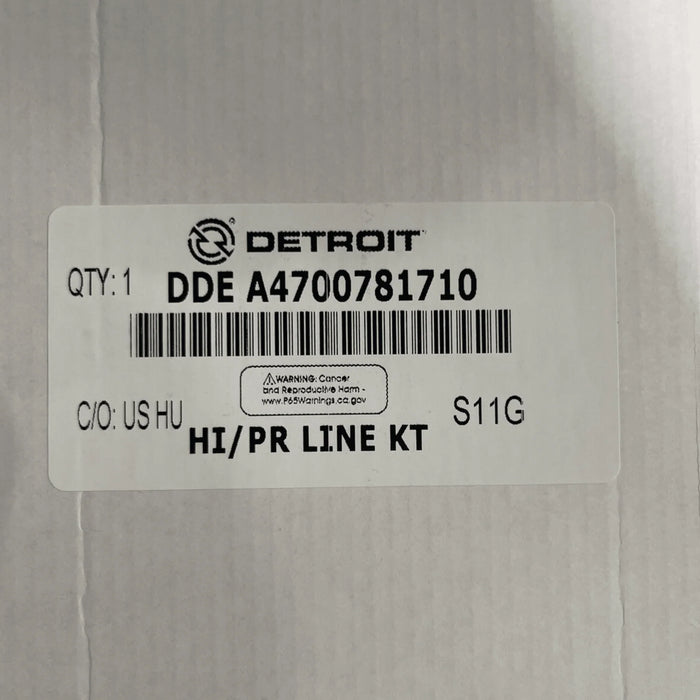 DETROIT
QTY: 1 DDE A4700781710
WARNING: Cancer
and Reproductive Harm -
www.P65Warnings.ca.gov
C/O: US HU
HI/PR LINE KT
S11G